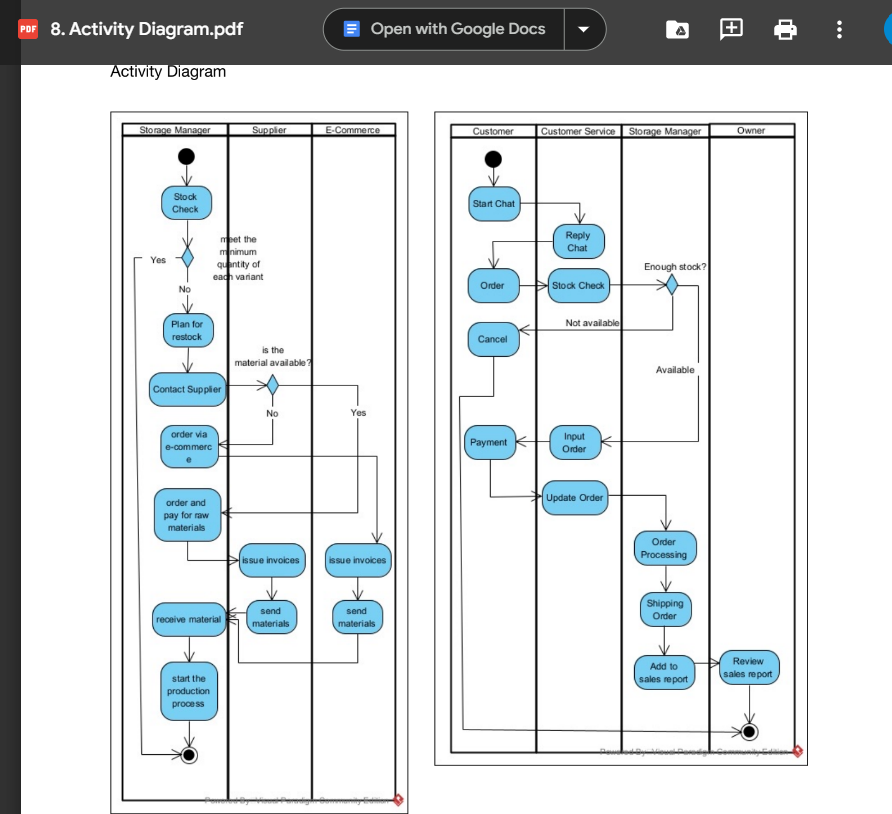 PDF 8. Activity Diagram.pdf
Open with Google Docs
Activity Diagram
Storage Manager
Supplier
E-Commerce
Stock
Check
meet the
minimum
quantity of
each variant
Yes
No
Plan for
restock
is the
material available?
Contact Supplier
No
Yes
order via
e-commerc
e
order and
pay for raw
materials
issue invoices
issue invoices
receive material
send
materials
send
materials
start the
production
process
Powered By: Visual Paradigm Community Edition
Customer
Customer Service
Storage Manager
Owner
Start Chat
Reply
Chat
Order
Stock Check
Enough stock?
Not available
Cancel
Available
Payment
Input
Order
Update Order
Order
Processing
Shipping
Order
Add to
sales report
Review
sales report
Powered By: Visual Paradigm Community Edition